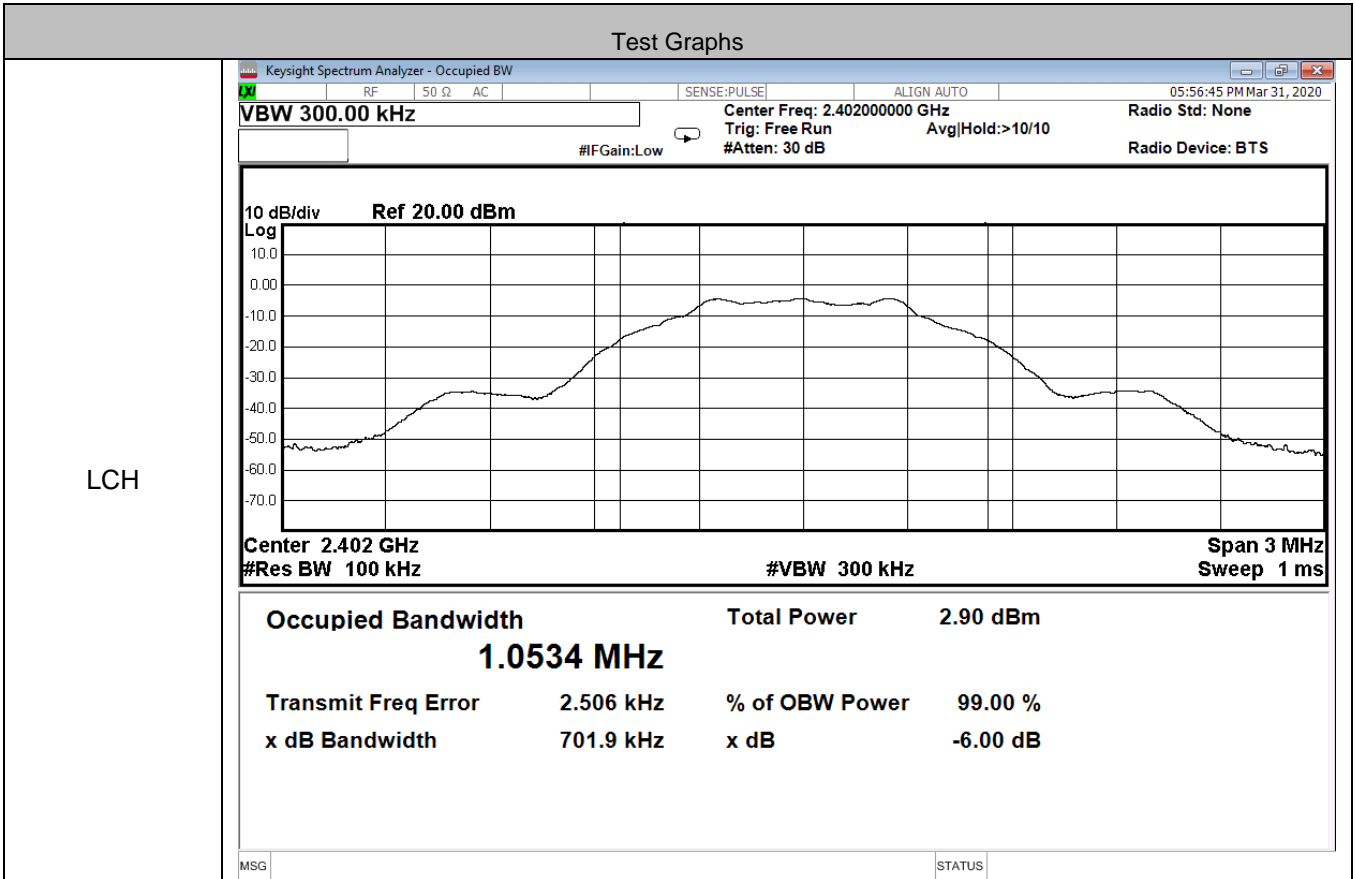 Test Graphs
LCH
Keysight Spectrum Analyzer - Occupied BW
LXI RF 50 Ω AC SENSE:PULSE ALIGN AUTO 05:56:45 PM Mar 31, 2020
VBW 300.00 kHz Center Freq: 2.402000000 GHz Radio Std: None
Trig: Free Run Avg|Hold:>10/10
#IFGain:Low #Atten: 30 dB Radio Device: BTS
10 dB/div Ref 20.00 dBm
Log
10.0
0.00
-10.0
-20.0
-30.0
-40.0
-50.0
-60.0
-70.0
Center 2.402 GHz Span 3 MHz
#Res BW 100 kHz #VBW 300 kHz Sweep 1 ms
Occupied Bandwidth Total Power 2.90 dBm
1.0534 MHz
Transmit Freq Error 2.506 kHz % of OBW Power 99.00 %
x dB Bandwidth 701.9 kHz x dB -6.00 dB
MSG STATUS